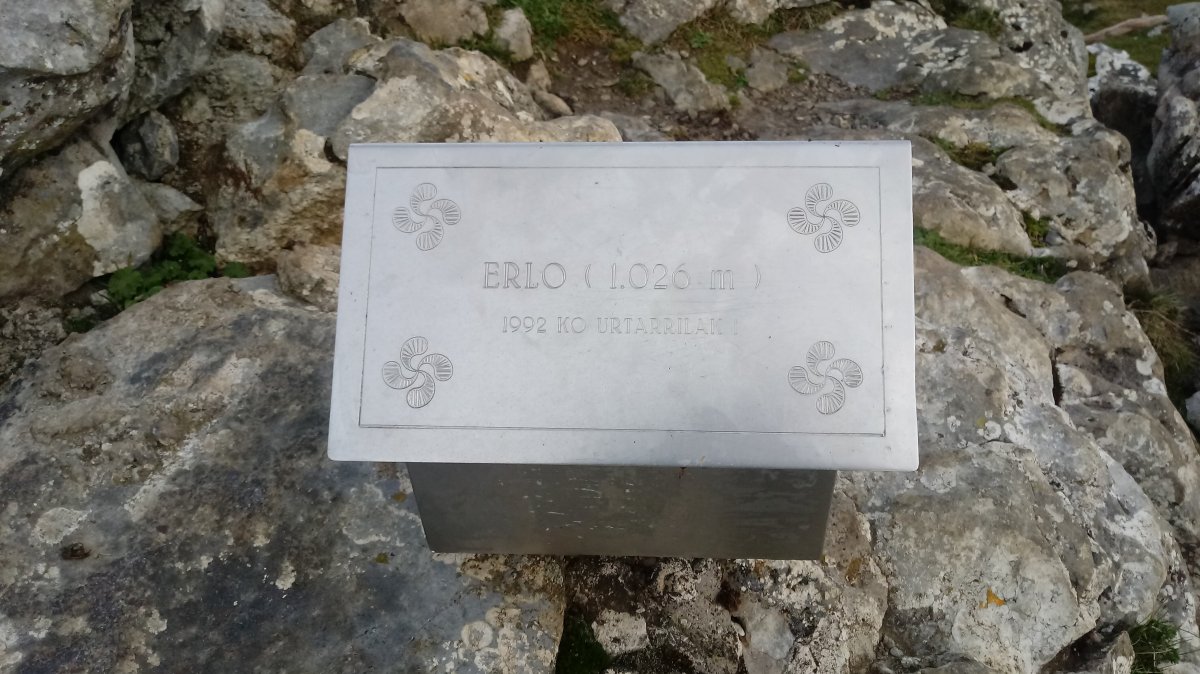 ERLO ( 1.026 m )
1992 KO URTARRILAK 1